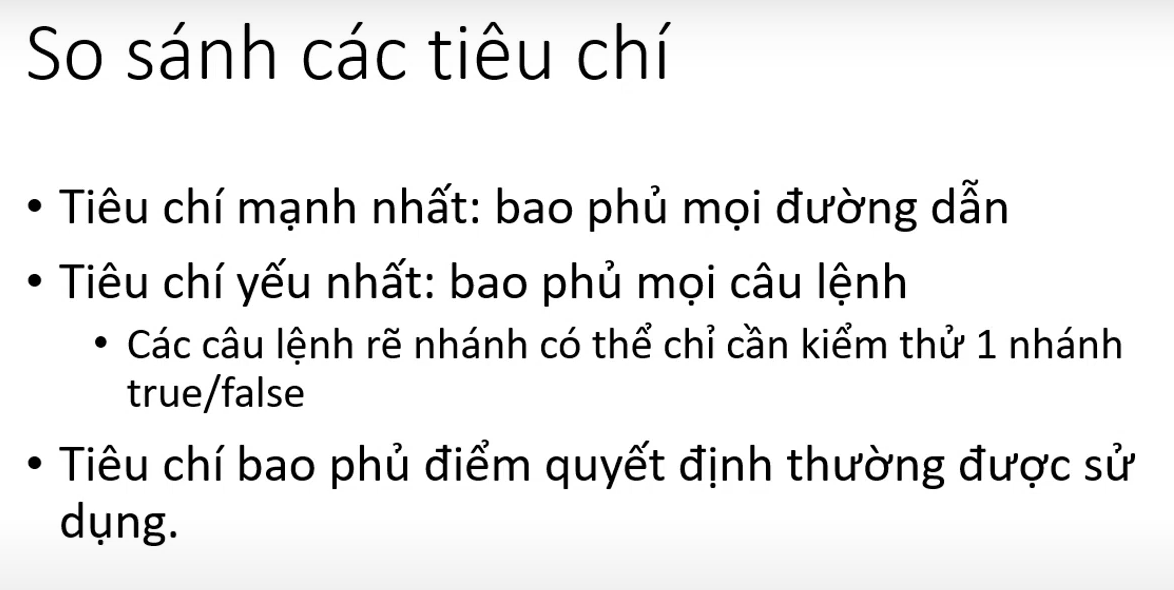 So sánh các tiêu chí
• Tiêu chí mạnh nhất: bao phủ mọi đường dẫn
• Tiêu chí yếu nhất: bao phủ mọi câu lệnh
• Các câu lệnh rẽ nhánh có thể chỉ cần kiểm thử 1 nhánh
true/false
• Tiêu chí bao phủ điểm quyết định thường được sử
dụng.